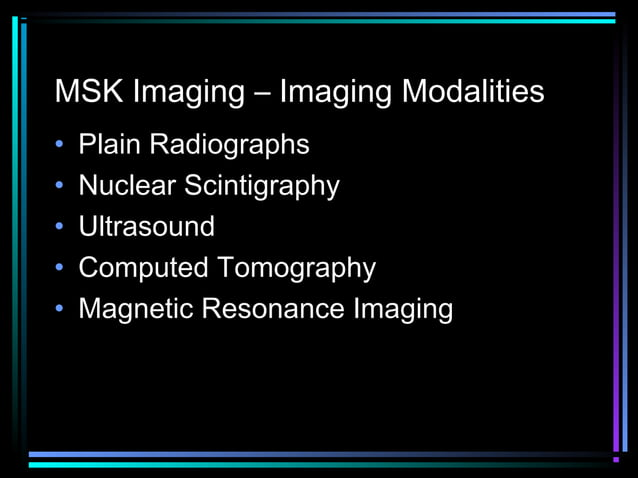 MSK Imaging – Imaging Modalities
• Plain Radiographs
• Nuclear Scintigraphy
• Ultrasound
• Computed Tomography
• Magnetic Resonance Imaging